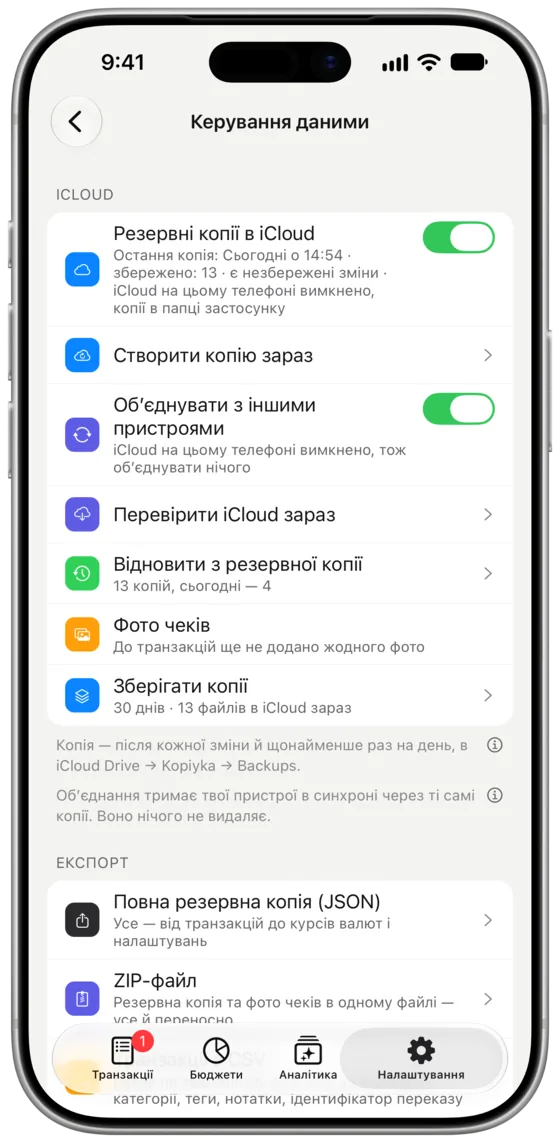 9:41
Керування даними
ICLOUD
Резервні копії в iCloud
Остання копія: Сьогодні о 14:54 ·
збережено: 13 · є незбережені зміни ·
iCloud на цьому телефоні вимкнено,
копії в папці застосунку
Створити копію зараз
Обʼєднувати з іншими
пристроями
iCloud на цьому телефоні вимкнено, тож
обʼєднувати нічого
Перевірити iCloud зараз
Відновити з резервної копії
13 копій, сьогодні — 4
Фото чеків
До транзакцій ще не додано жодного фото
Зберігати копії
30 днів · 13 файлів в iCloud зараз
Копія — після кожної зміни й щонайменше раз на день, в
iCloud Drive → Kopiyka → Backups.
Обʼєднання тримає твої пристрої в синхроні через ті самі
копії. Воно нічого не видаляє.
ЕКСПОРТ
Повна резервна копія (JSON)
Усе — від транзакцій до курсів валют і
налаштувань
ZIP-файл
Резервна копія та фото чеків в одному файлі —
усе й переносно
1
Транзакції
Бюджети
Аналітика
Налаштування
категорії, теги, нотатки, ідентифікатор переказу